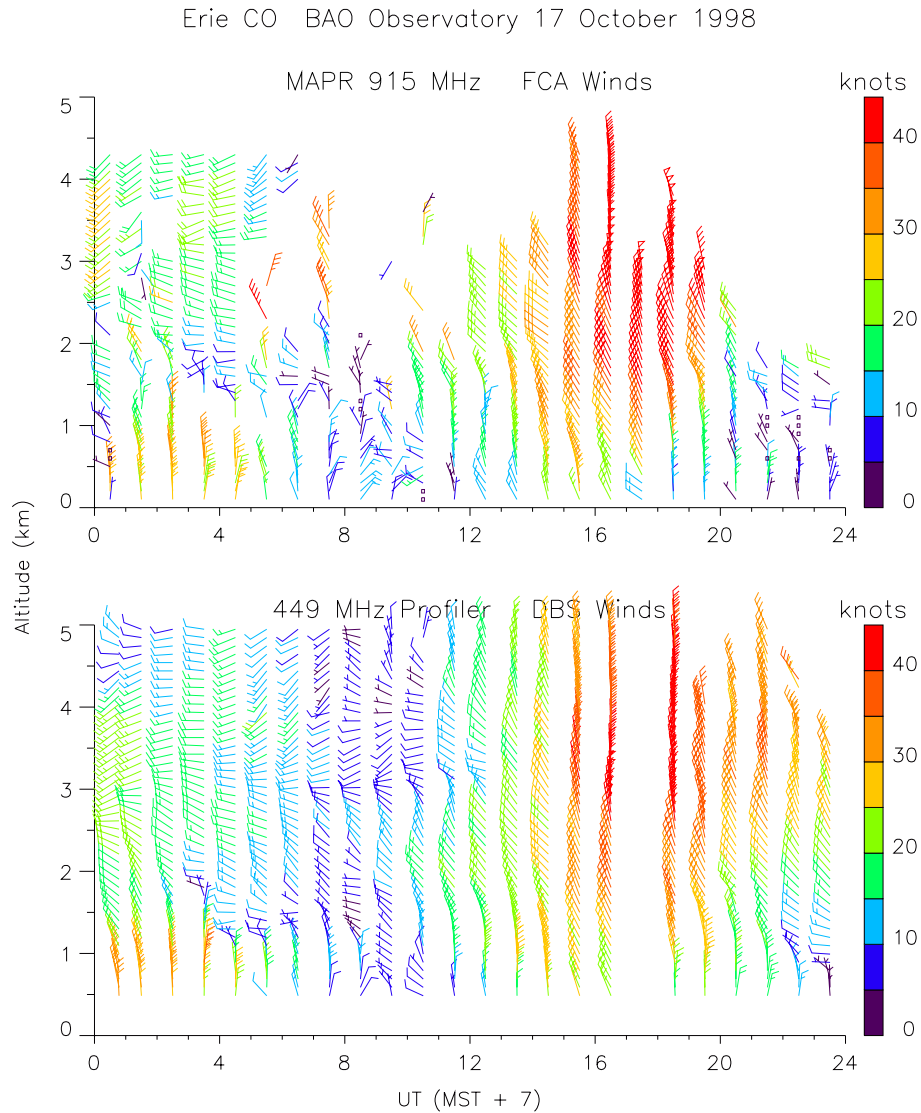 Erie CO BAO Observatory 17 October 1998
MAPR 915 MHz FCA Winds
knots
5
4
3
2
1
0
0 4 8 12 16 20 24
40
30
20
10
0
Altitude (km)
449 MHz Profiler DBS Winds
knots
5
4
3
2
1
0
0 4 8 12 16 20 24
40
30
20
10
0
UT (MST + 7)